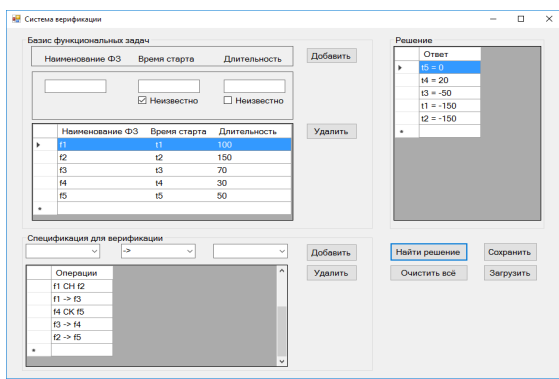 Система верификации
Базис функциональных задач
Наименование ФЗ Время старта Длительность
Добавить
Неизвестно Неизвестно
Наименование ФЗ Время старта Длительность
f1 t1 100
f2 t2 150
f3 t3 70
f4 t4 30
f5 t5 50
Удалить
Решение
Ответ
t5 = 0
t4 = 20
t3 = -50
t1 = -150
t2 = -150
Спецификация для верификации
->
Добавить
Удалить
Операции
f1 СН f2
f1 -> f3
f4 СК f5
f3 -> f4
f2 -> f5
Найти решение Сохранить
Очистить всё Загрузить